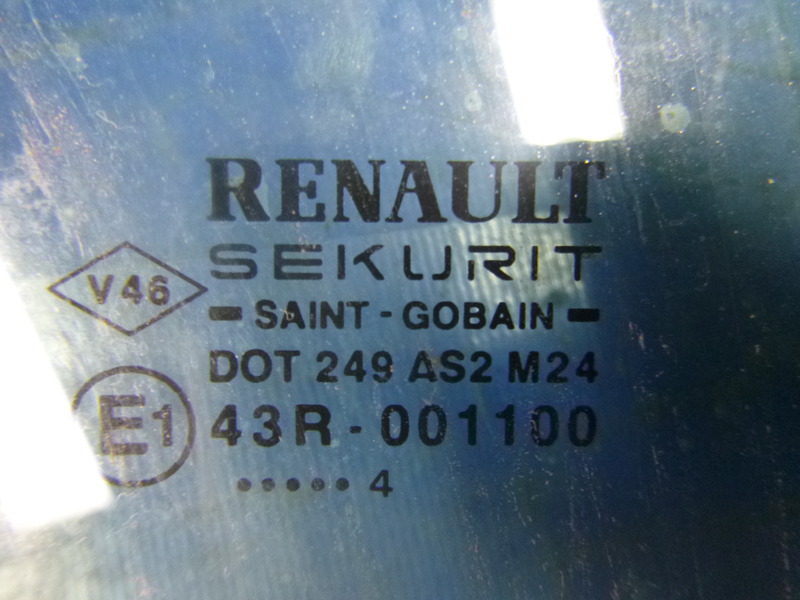 RENAULT
SEKURIT
V46
SAINT - GOBAIN
DOT 249 AS2 M24
E1 43R - 001100
..... 4